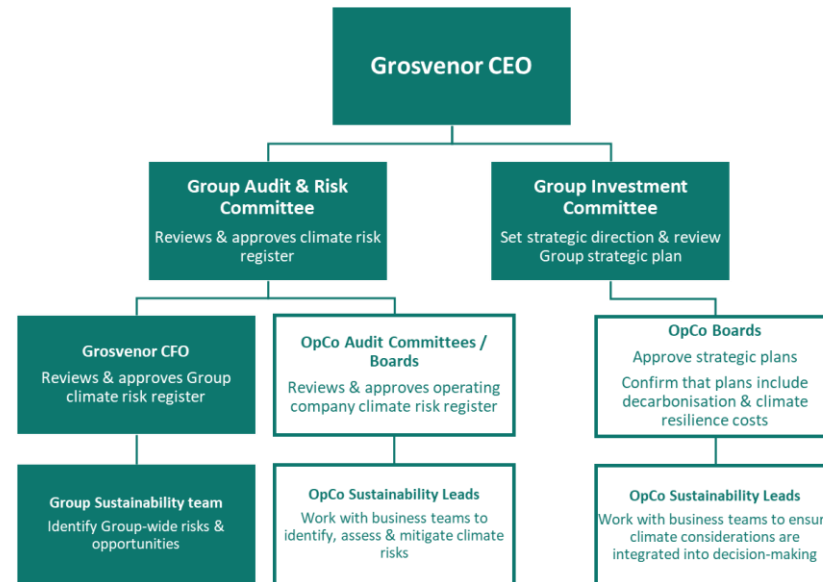 Grosvenor CEO
Group Audit & Risk
Committee
Reviews & approves climate risk
register
Group Investment
Committee
Set strategic direction & review
Group strategic plan
Grosvenor CFO
Reviews & approves Group
climate risk register
OpCo Audit Committees /
Boards
Reviews & approves operating
company climate risk register
OpCo Boards
Approve strategic plans
Confirm that plans include
decarbonisation & climate
resilience costs
Group Sustainability team
Identify Group-wide risks &
opportunities
OpCo Sustainability Leads
Work with business teams to
identify, assess & mitigate climate
risks
OpCo Sustainability Leads
Work with business teams to ensure
climate considerations are
integrated into decision-making